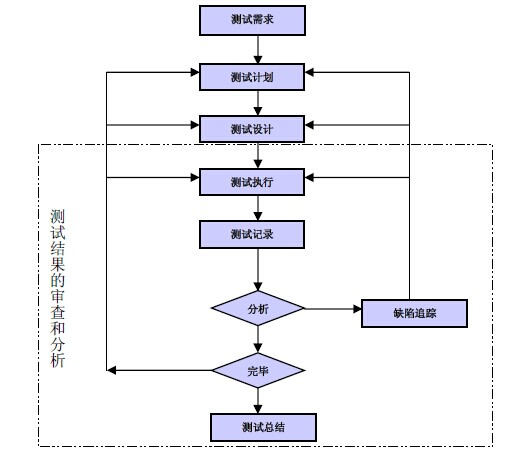 测试需求
测试计划
测试设计
测试执行
测试记录
分析
缺陷追踪
完毕
测试总结
测试结果的审查和分析